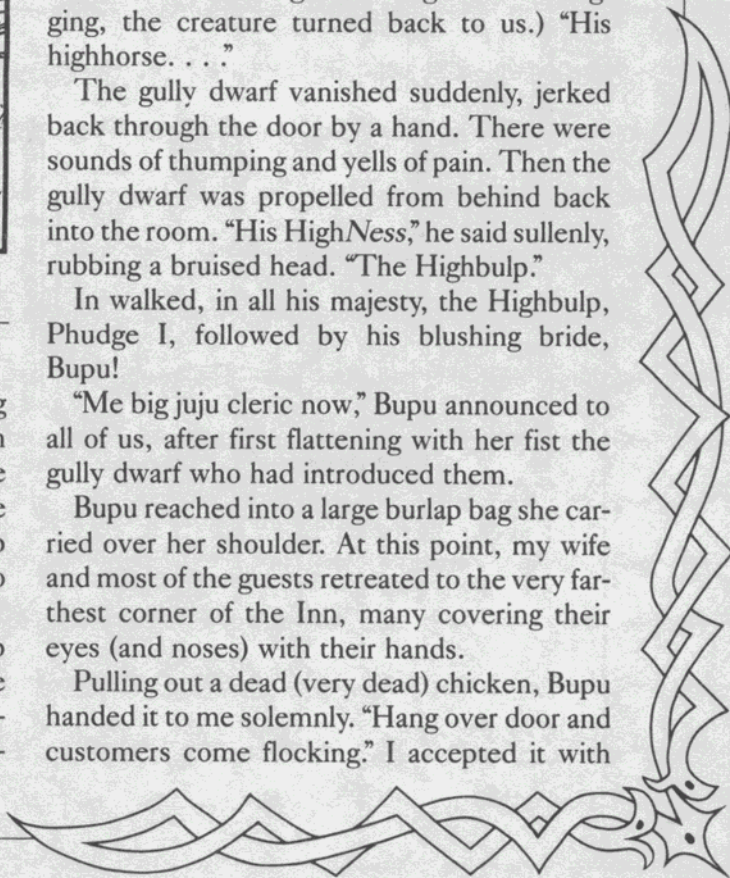 ging, the creature turned back to us.) “His
highhorse. . . .”
The gully dwarf vanished suddenly, jerked
back through the door by a hand. There were
sounds of thumping and yells of pain. Then the
gully dwarf was propelled from behind back
into the room. “His HighNess,” he said sullenly,
rubbing a bruised head. “The Highbulp.”
In walked, in all his majesty, the Highbulp,
Phudge I, followed by his blushing bride,
Bupu!
“Me big juju cleric now,” Bupu announced to
all of us, after first flattening with her fist the
gully dwarf who had introduced them.
Bupu reached into a large burlap bag she car-
ried over her shoulder. At this point, my wife
and most of the guests retreated to the very far-
thest corner of the Inn, many covering their
eyes (and noses) with their hands.
Pulling out a dead (very dead) chicken, Bupu
handed it to me solemnly. “Hang over door and
customers come flocking.” I accepted it with